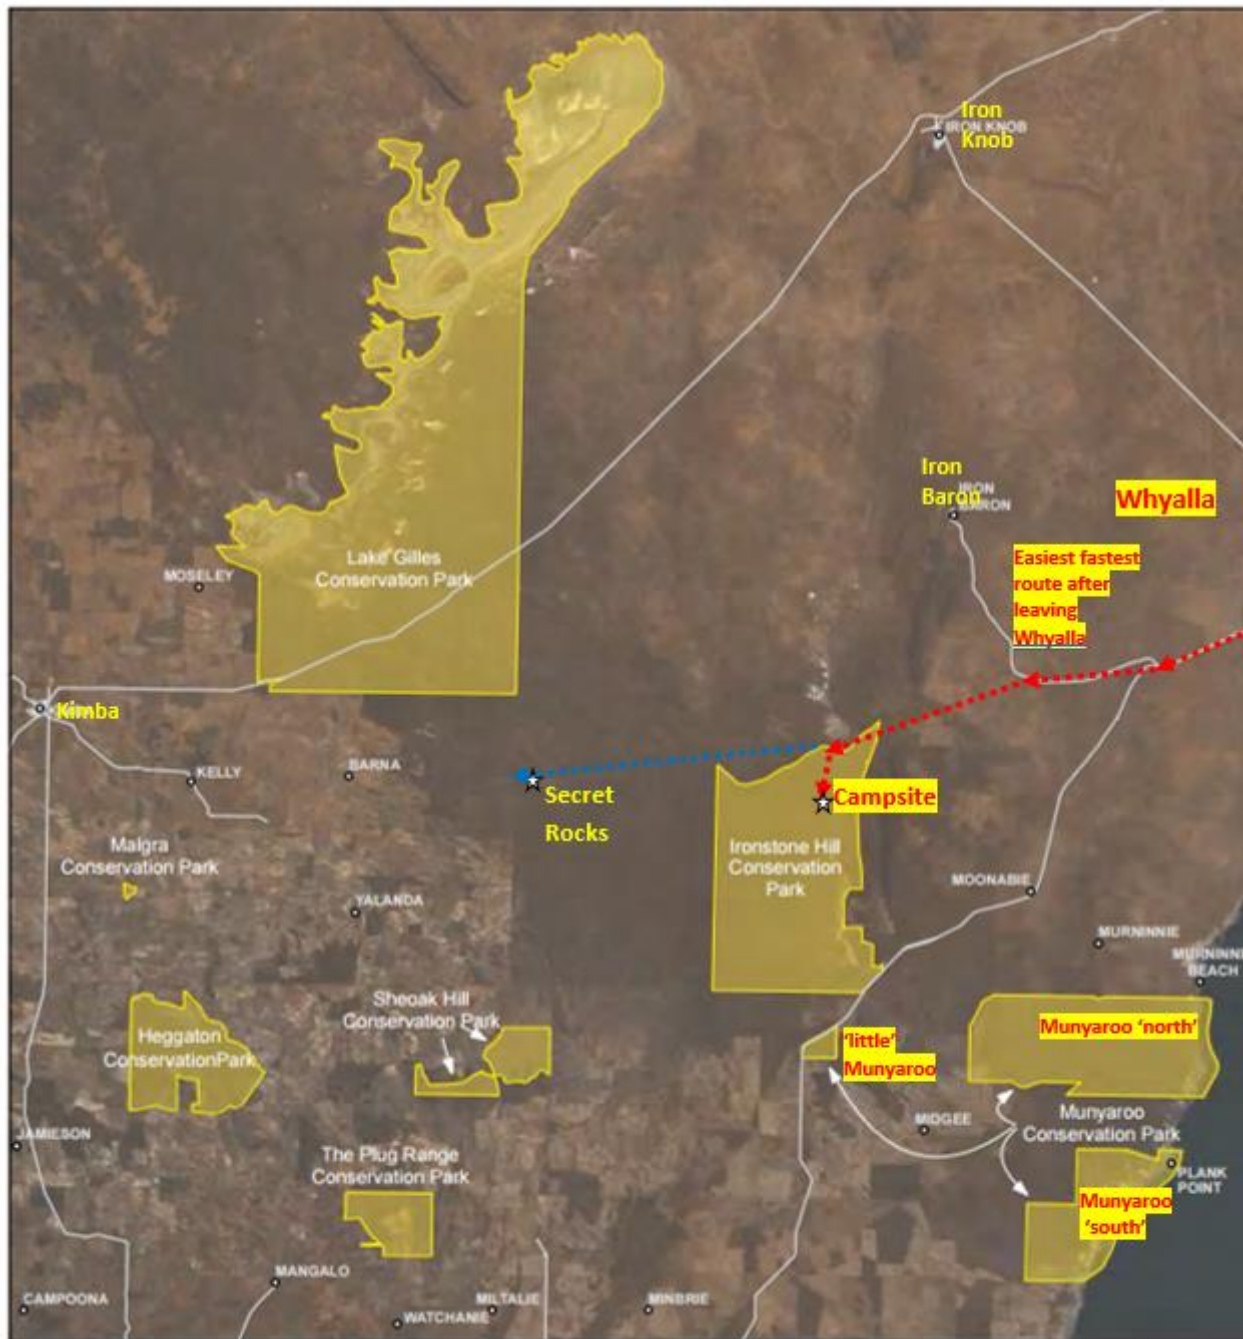 Iron
Knob
IRON KNOB
Iron
Baron
IRON
BARON
Whyalla
Easiest fastest
route after
leaving
Whyalla
Lake Gilles
Conservation Park
MOSELEY
Kimba
KELLY
BARNA
Secret
Rocks
Campsite
Malgra
Conservation Park
Ironstone Hill
Conservation
Park
MOONABIE
YALANDA
MURNINNIE
MURNINNIE
BEACH
Sheoak Hill
Conservation Park
Heggaton
ConservationPark
'little'
Munyaroo
Munyaroo 'north'
MIDGEE
Munyaroo
Conservation Park
JAMIESON
The Plug Range
Conservation Park
PLANK
POINT
Munyaroo
'south'
MANGALO
CAMPOONA
MILTALIE
WATCHANIE
MINBRIE